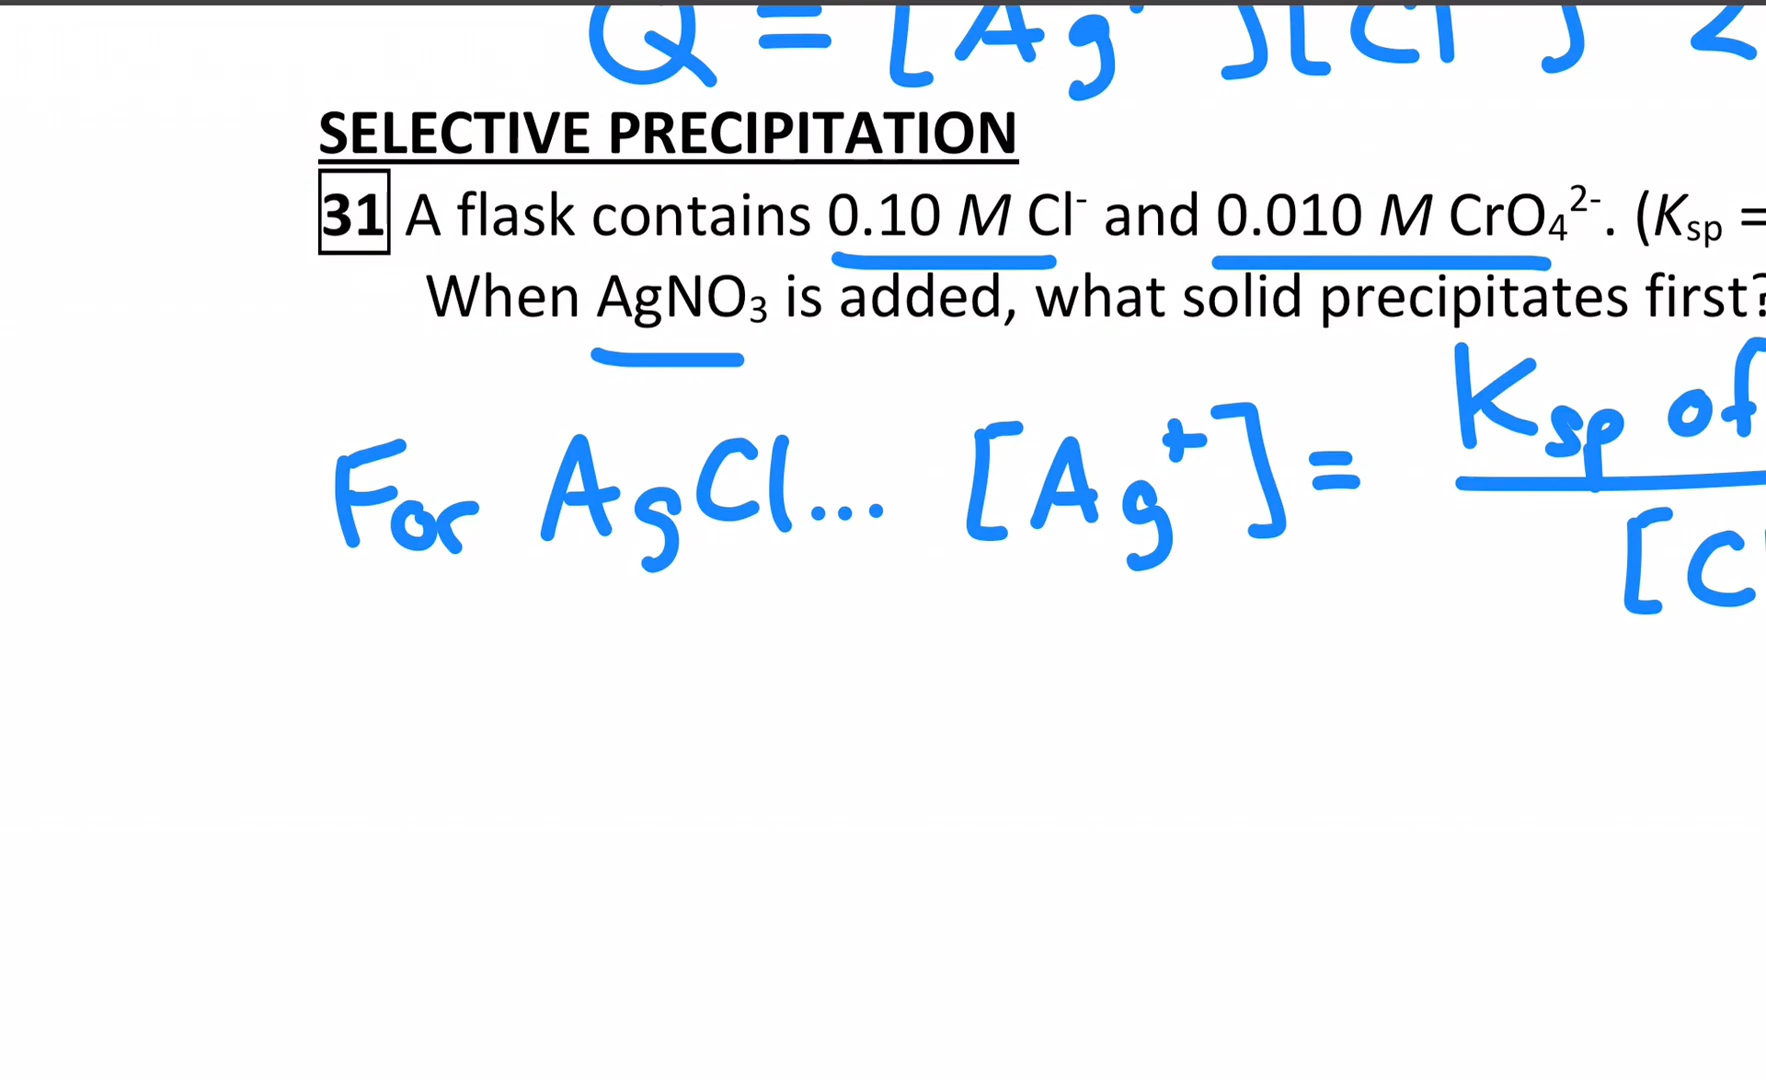 Q = [Ag⁺][Cl⁻]
SELECTIVE PRECIPITATION
31 A flask contains 0.10 M Cl⁻ and 0.010 M CrO₄²⁻. (Ksp =
When AgNO₃ is added, what solid precipitates first?
For AgCl... [Ag⁺] = Ksp of
[C